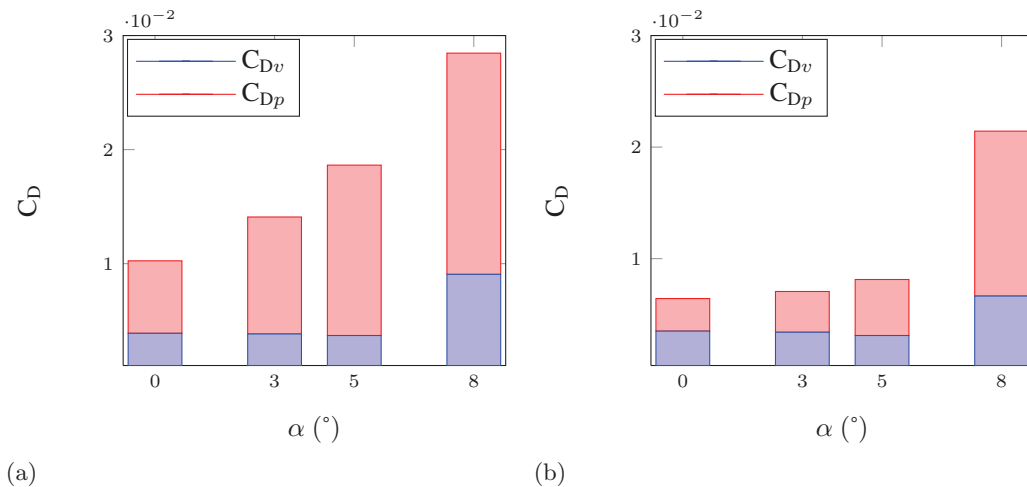 ·10⁻²
3
2
1
C_D
C_Dv
C_Dp
0 3 5 8
α (°)
(a)
·10⁻²
3
2
1
C_D
C_Dv
C_Dp
0 3 5 8
α (°)
(b)